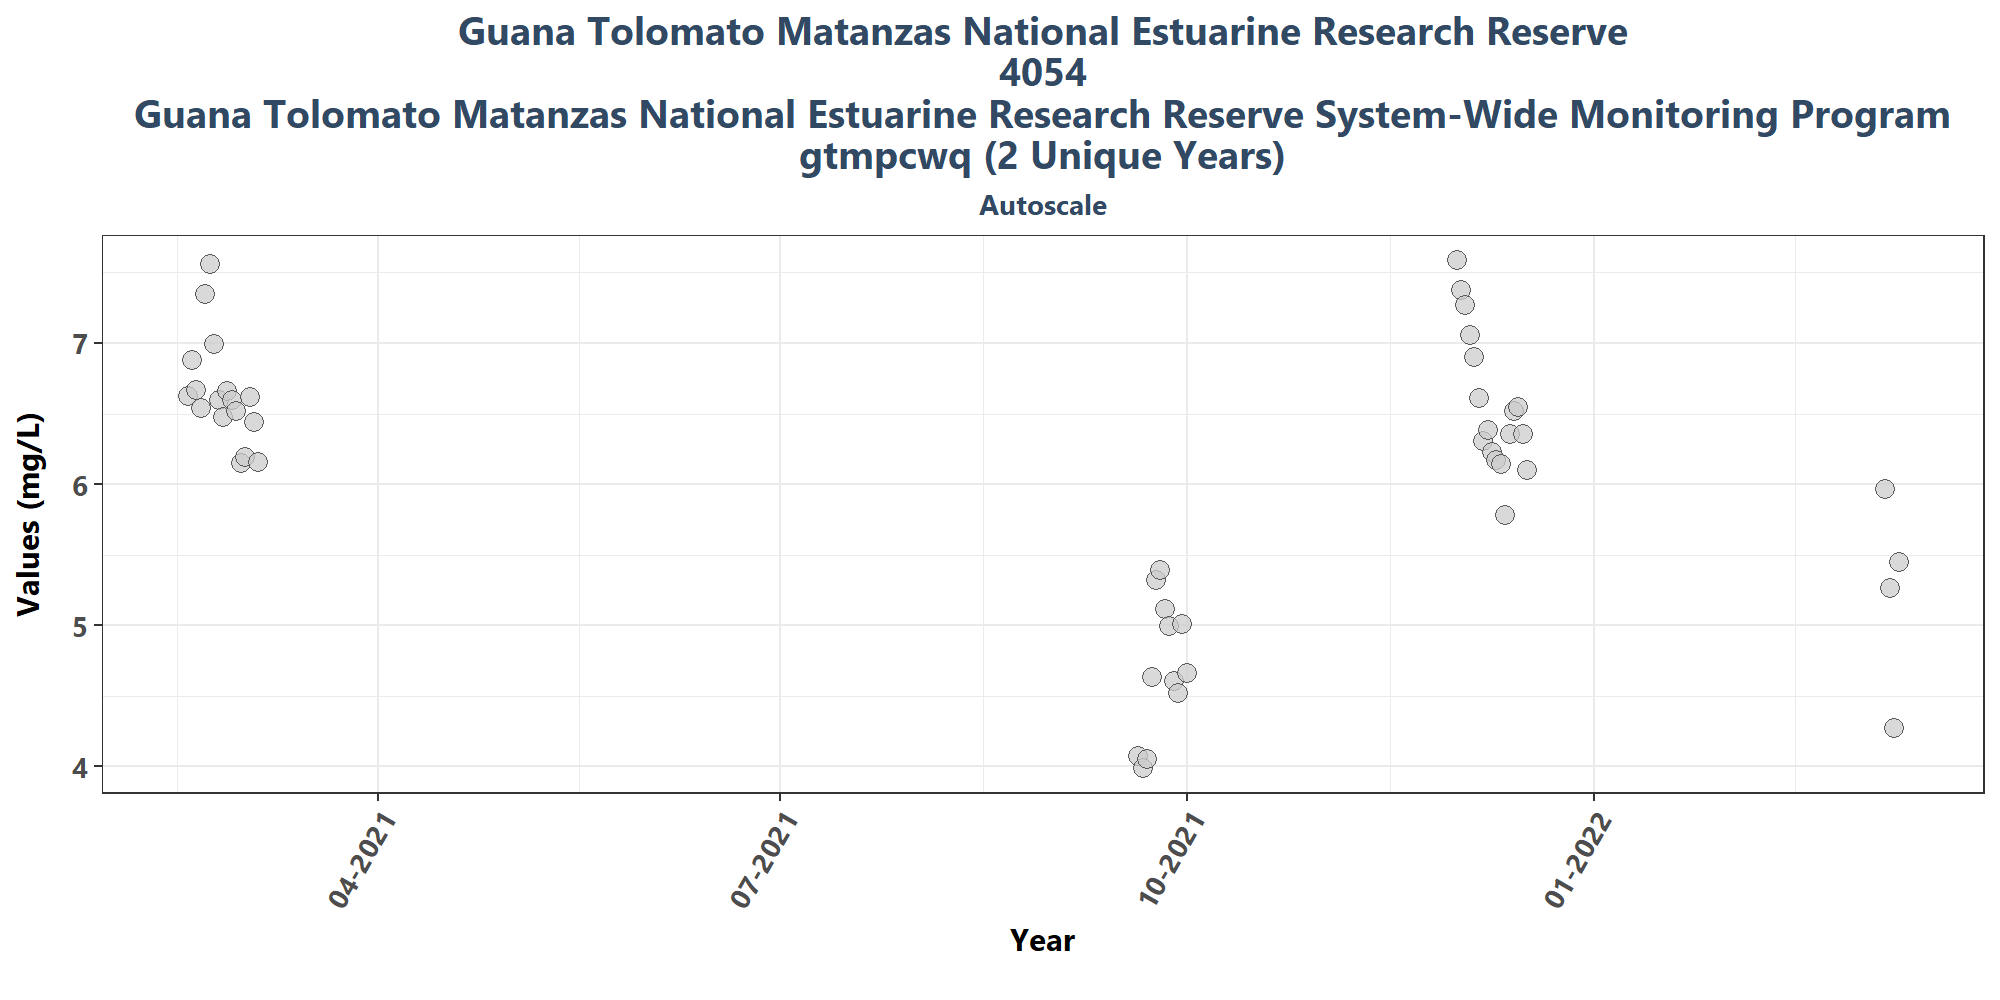 Guana Tolomato Matanzas National Estuarine Research Reserve
4054
Guana Tolomato Matanzas National Estuarine Research Reserve System-Wide Monitoring Program
gtmpcwq (2 Unique Years)
Autoscale
Values (mg/L)
7
6
5
4
04-2021
07-2021
10-2021
01-2022
Year